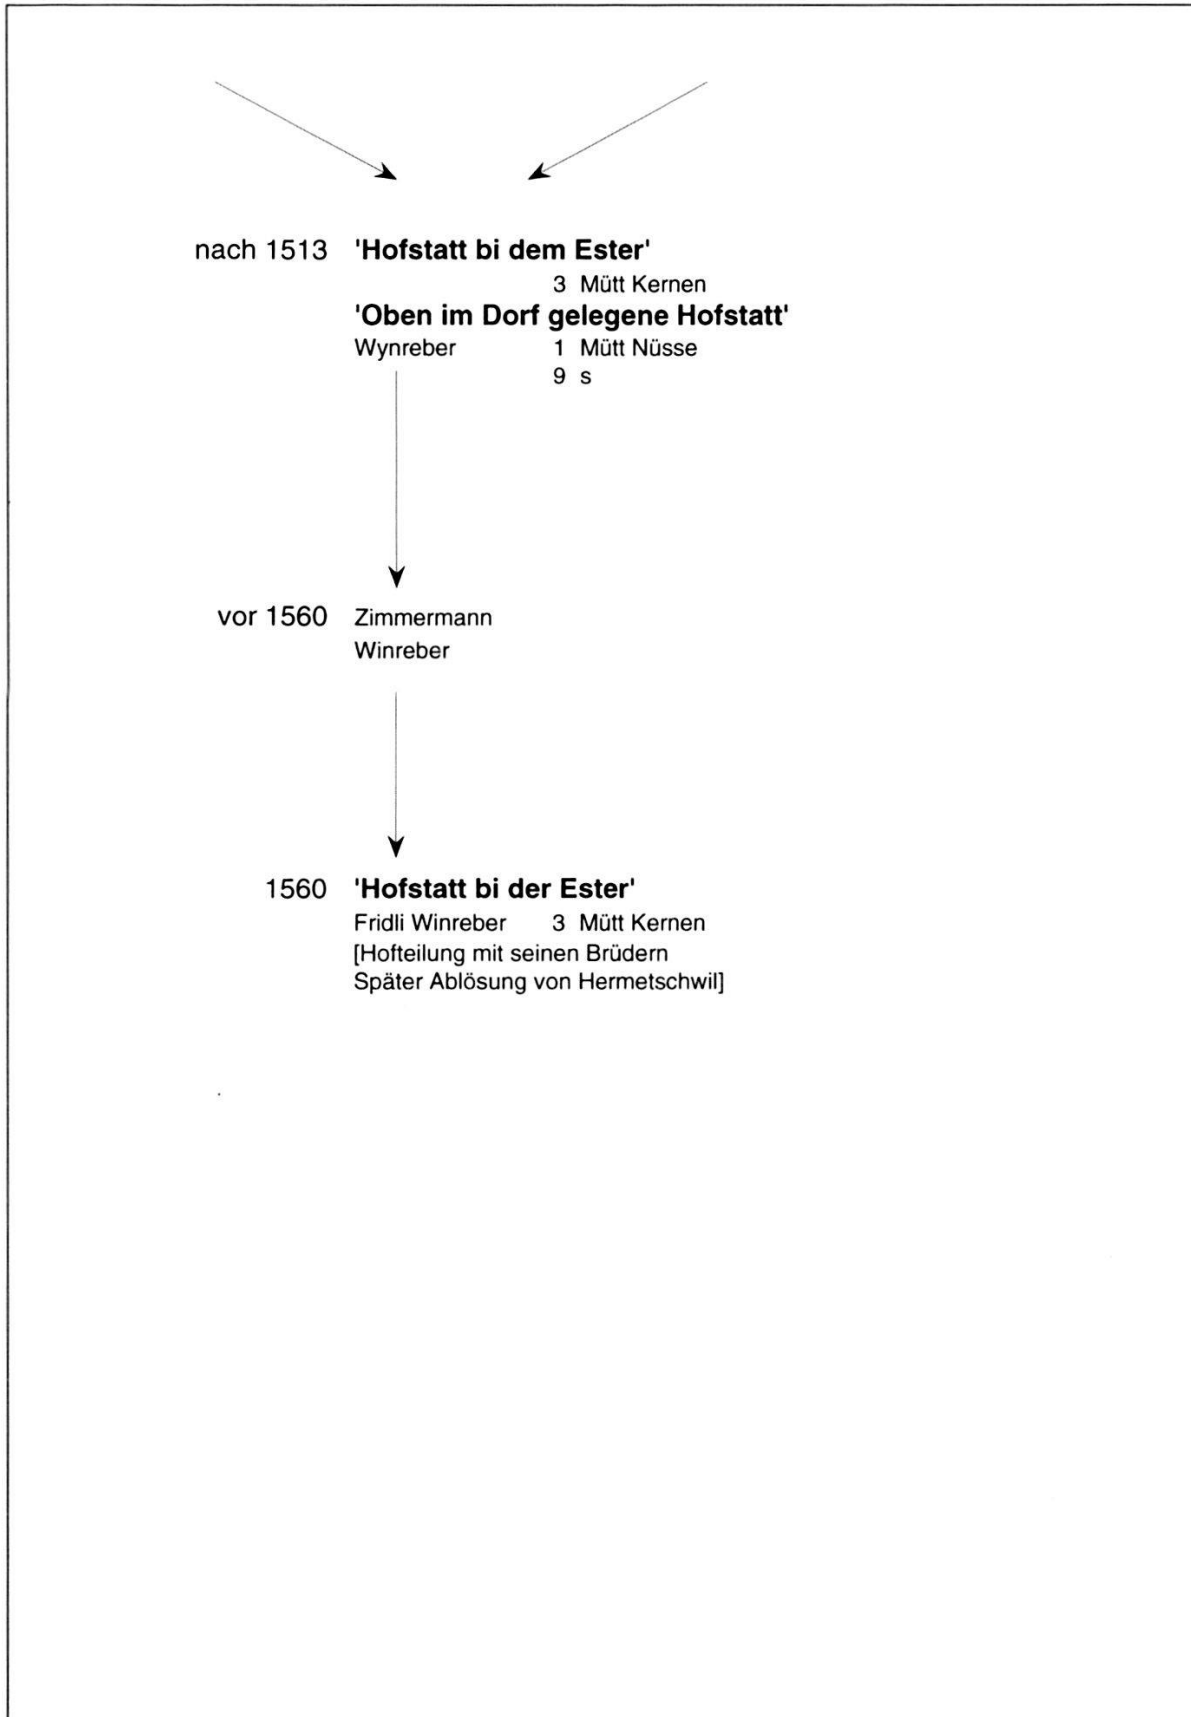 nach 1513 'Hofstatt bi dem Ester'
3 Mütt Kernen
'Oben im Dorf gelegene Hofstatt'
Wynreber 1 Mütt Nüsse
9 s
vor 1560 Zimmermann
Winreber
1560 'Hofstatt bi der Ester'
Fridli Winreber 3 Mütt Kernen
[Hofteilung mit seinen Brüdern
Später Ablösung von Hermetschwil]